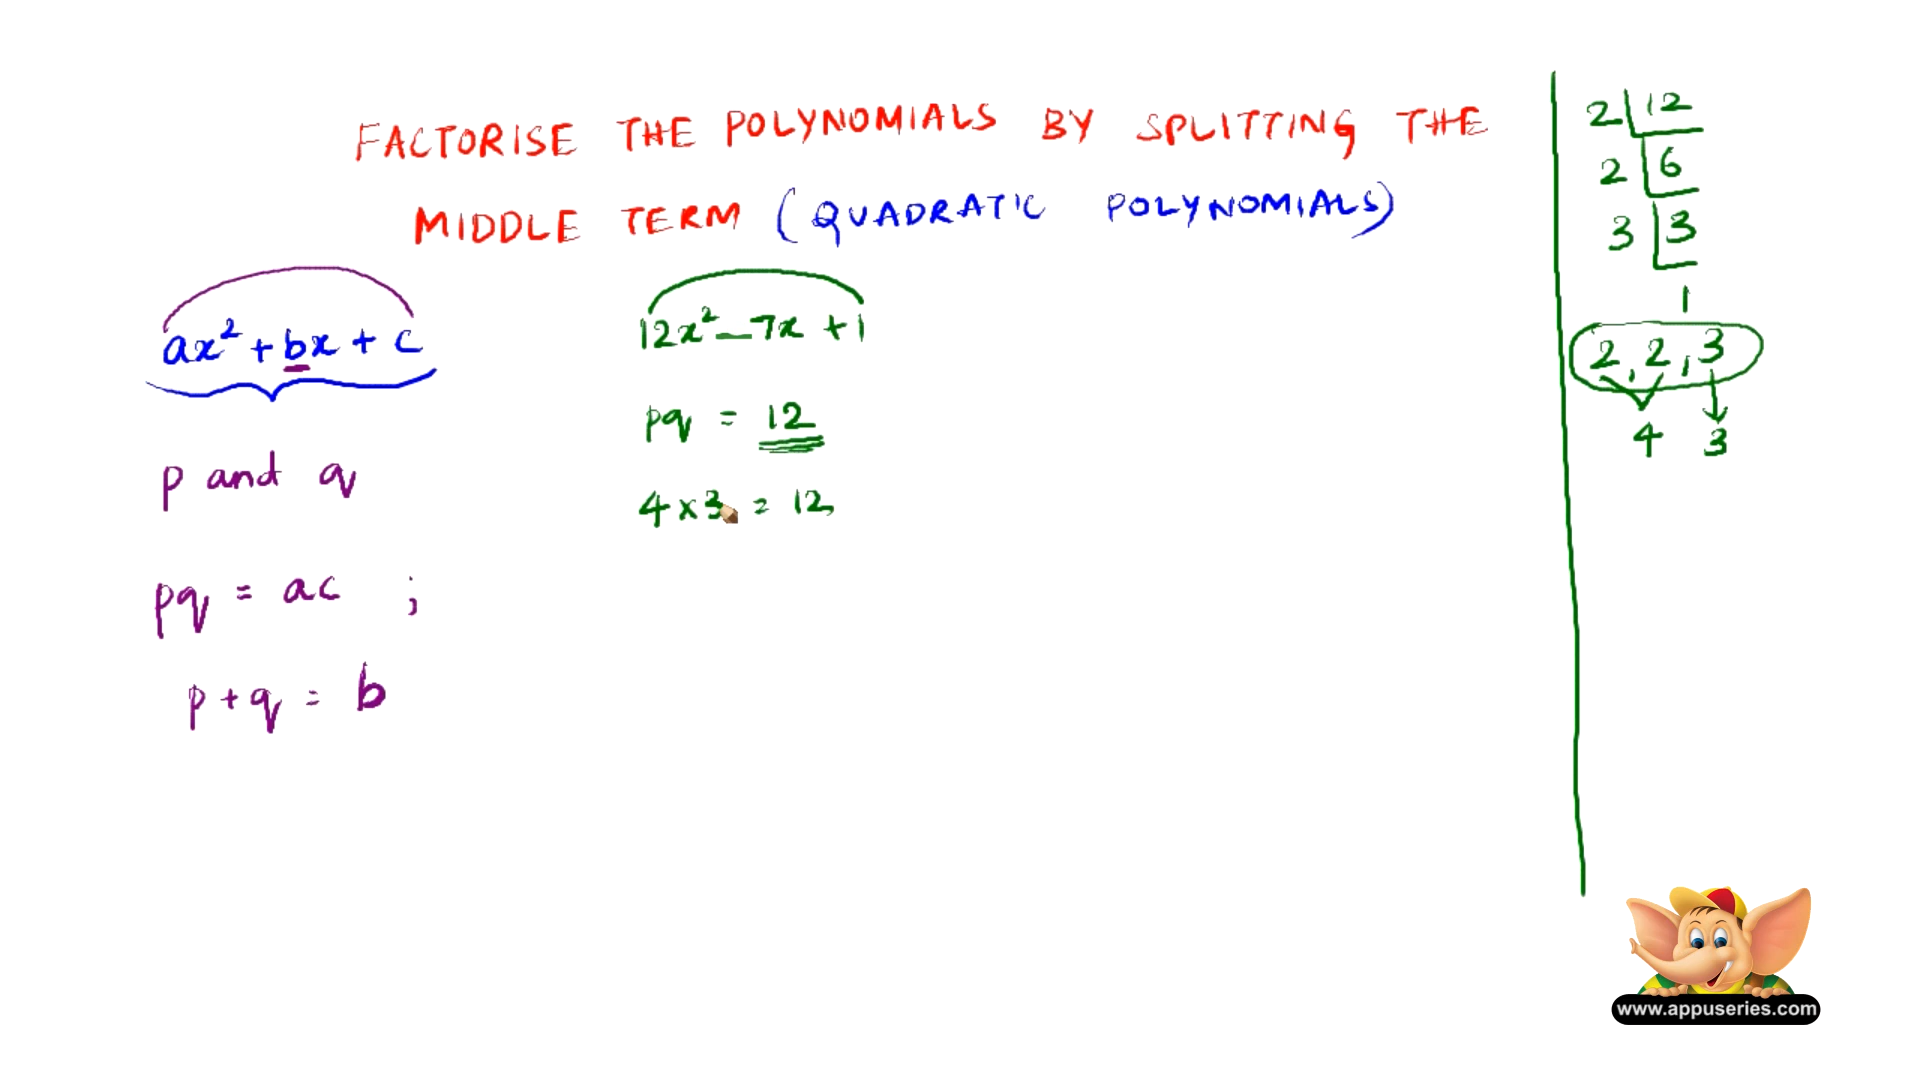 FACTORISE THE POLYNOMIALS BY SPLITTING THE
MIDDLE TERM (QUADRATIC POLYNOMIALS)
ax² + bx + c
p and q
pq = ac ;
p + q = b
12x² - 7x + 1
pq = 12
4 x 3 = 12
2 | 12
2 | 6
3 | 3
1
2, 2, 3
4 3
www.appuseries.com